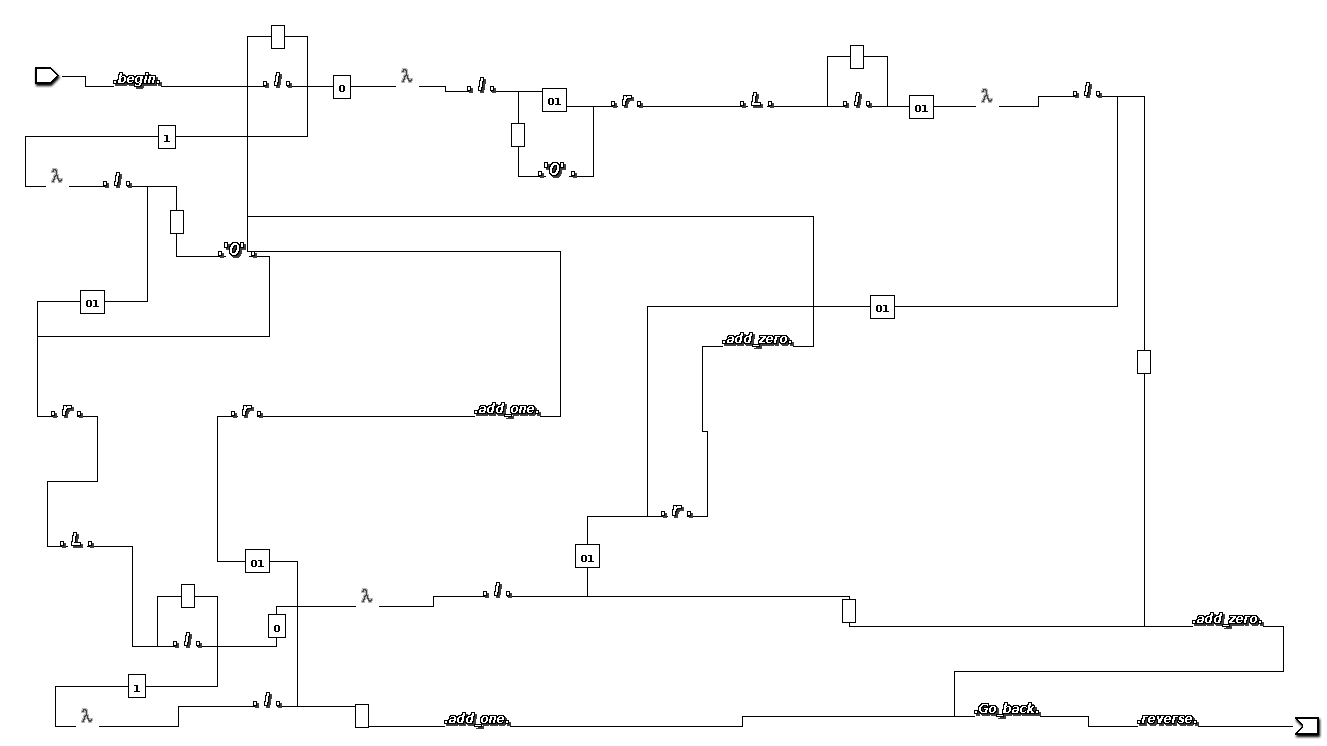 .begin. .l. 0 λ .l. 01 .r. .L. .l. 01 λ .l.
1
λ .l. .'0'.
.'0'.
01
01
.add_zero.
.r. .r. .add_one.
.r.
.L.
01 01
λ .l.
0
.l. .add_zero.
1
λ .l. .add_one. .Go_back. .reverse.